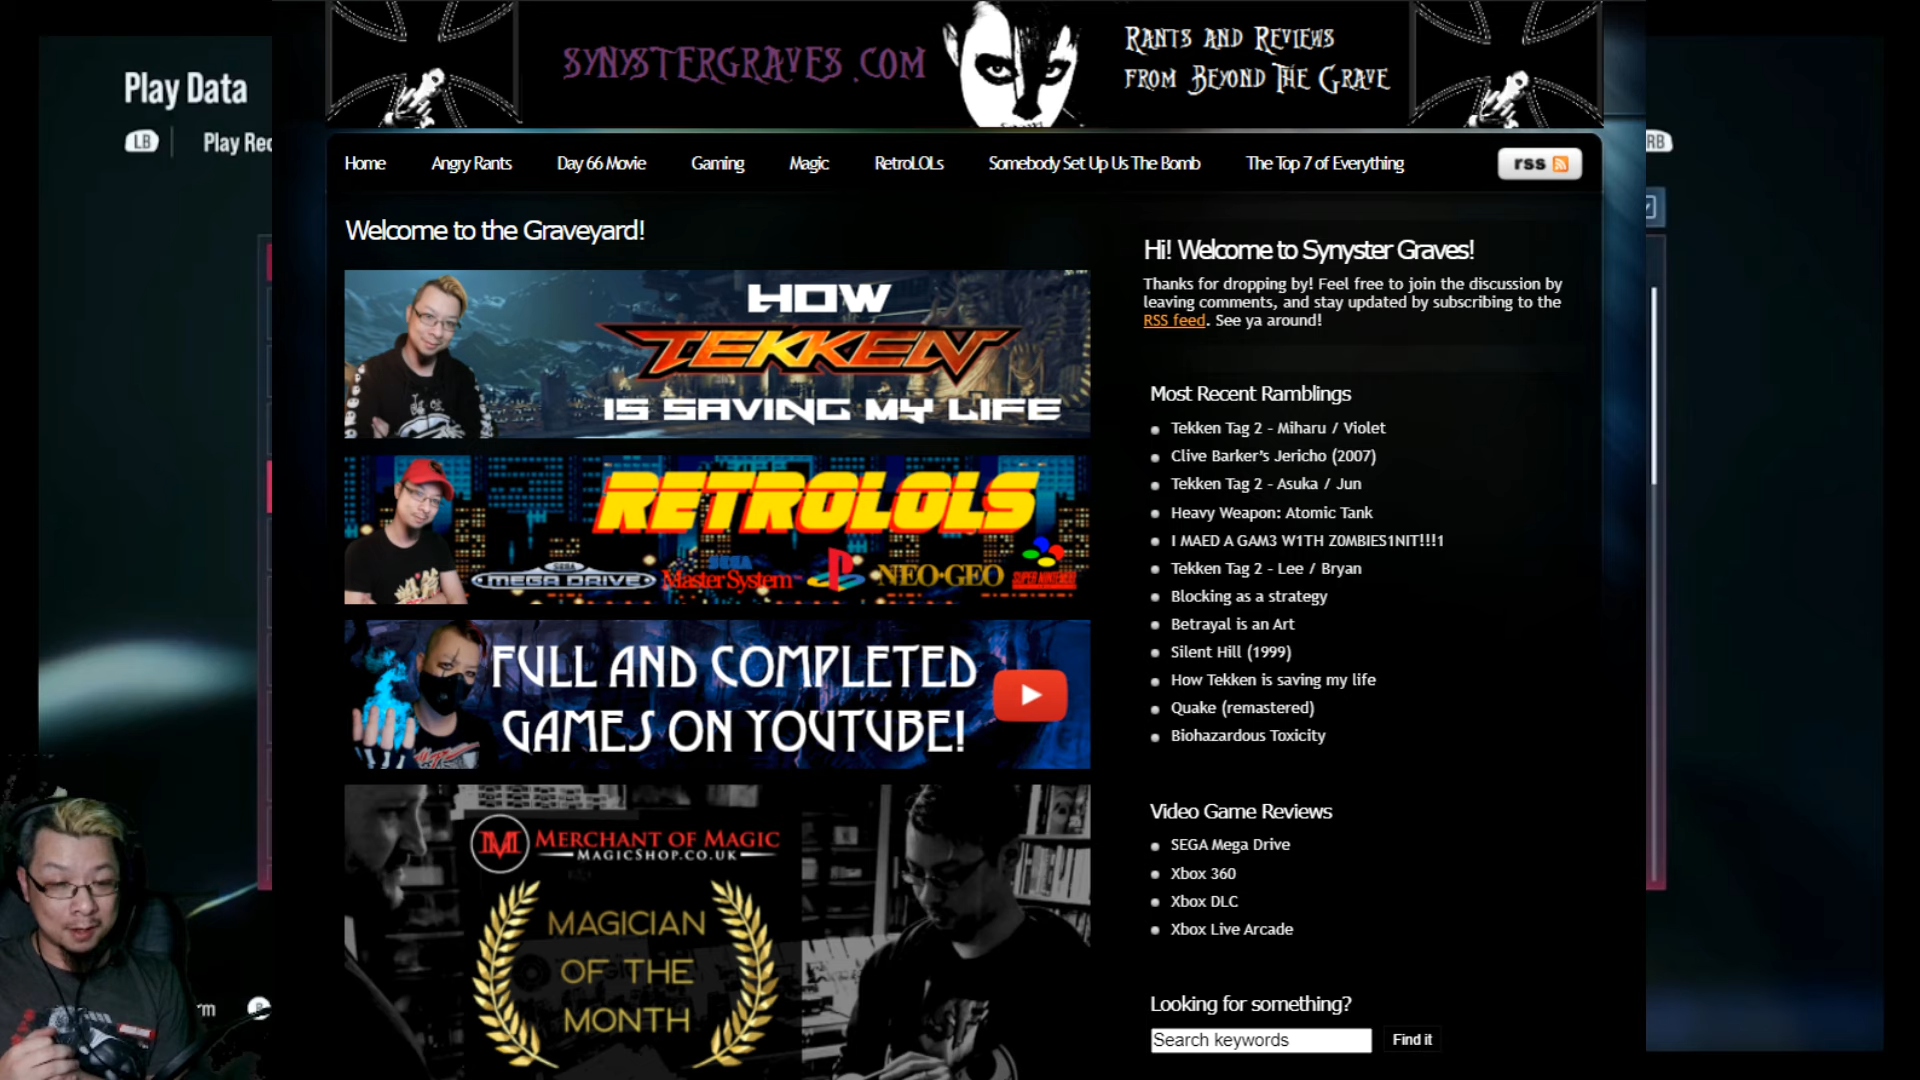 Play Data
LB
Play Rec
RB
SYNYSTERGRAVES.COM
RANTS AND REVIEWS
FROM BEYOND THE GRAVE
Home
Angry Rants
Day 66 Movie
Gaming
Magic
RetroLOLs
Somebody Set Up Us The Bomb
The Top 7 of Everything
rss
Welcome to the Graveyard!
HOW
TEKKEN
IS SAVING MY LIFE
RETROLOLS
SEGA
MEGA DRIVE
SEGA
Master System
NEO•GEO
SUPER NINTENDO
FULL AND COMPLETED
GAMES ON YOUTUBE!
MERCHANT OF MAGIC
MAGICSHOP.CO.UK
MAGICIAN
OF THE
MONTH
Hi! Welcome to Synyster Graves!
Thanks for dropping by! Feel free to join the discussion by
leaving comments, and stay updated by subscribing to the
RSS feed. See ya around!
Most Recent Ramblings
Tekken Tag 2 - Miharu / Violet
Clive Barker's Jericho (2007)
Tekken Tag 2 - Asuka / Jun
Heavy Weapon: Atomic Tank
I MAED A GAM3 W1TH Z0MBIES1NIT!!!1
Tekken Tag 2 - Lee / Bryan
Blocking as a strategy
Betrayal is an Art
Silent Hill (1999)
How Tekken is saving my life
Quake (remastered)
Biohazardous Toxicity
Video Game Reviews
SEGA Mega Drive
Xbox 360
Xbox DLC
Xbox Live Arcade
Looking for something?
Search keywords
Find it
rm
B